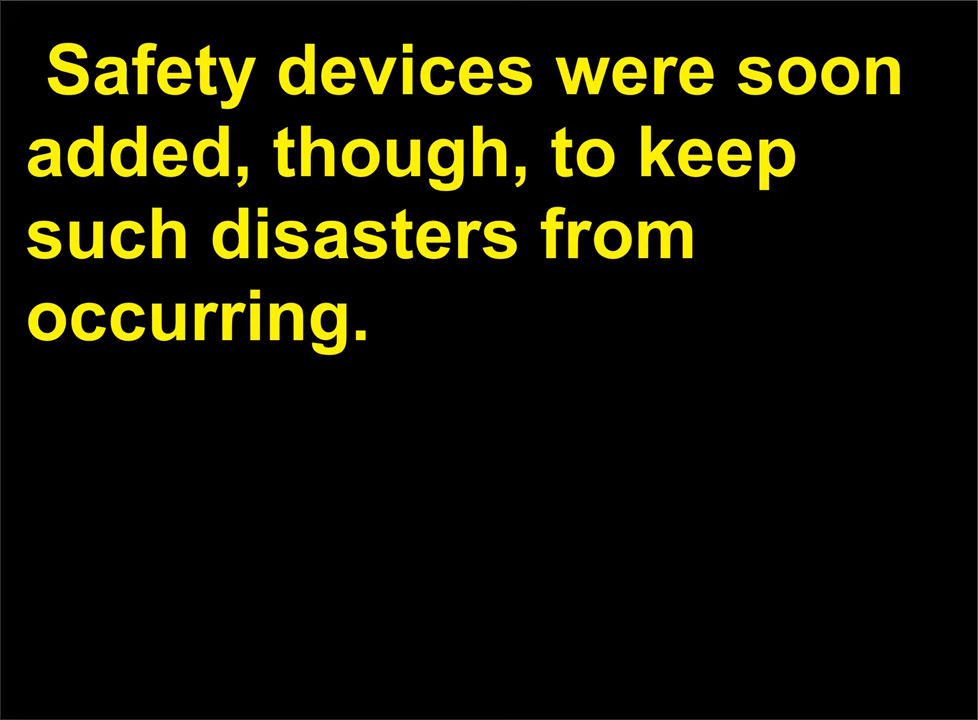 Safety devices were soon
added, though, to keep
such disasters from
occurring.